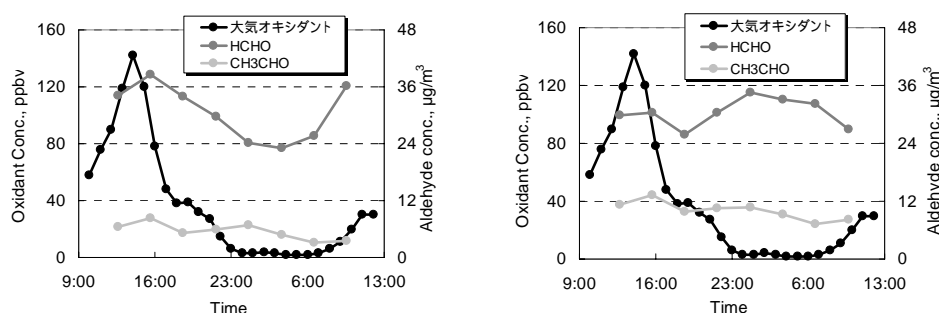 大気オキシダント
HCHO
CH3CHO
Oxidant Conc., ppbv
160
120
80
40
0
48
36
24
12
0
Aldehyde conc., μg/m³
9:00 16:00 23:00 6:00 13:00
Time
大気オキシダント
HCHO
CH3CHO
Oxidant Conc., ppbv
160
120
80
40
0
48
36
24
12
0
Aldehyde conc., μg/m³
9:00 16:00 23:00 6:00 13:00
Time